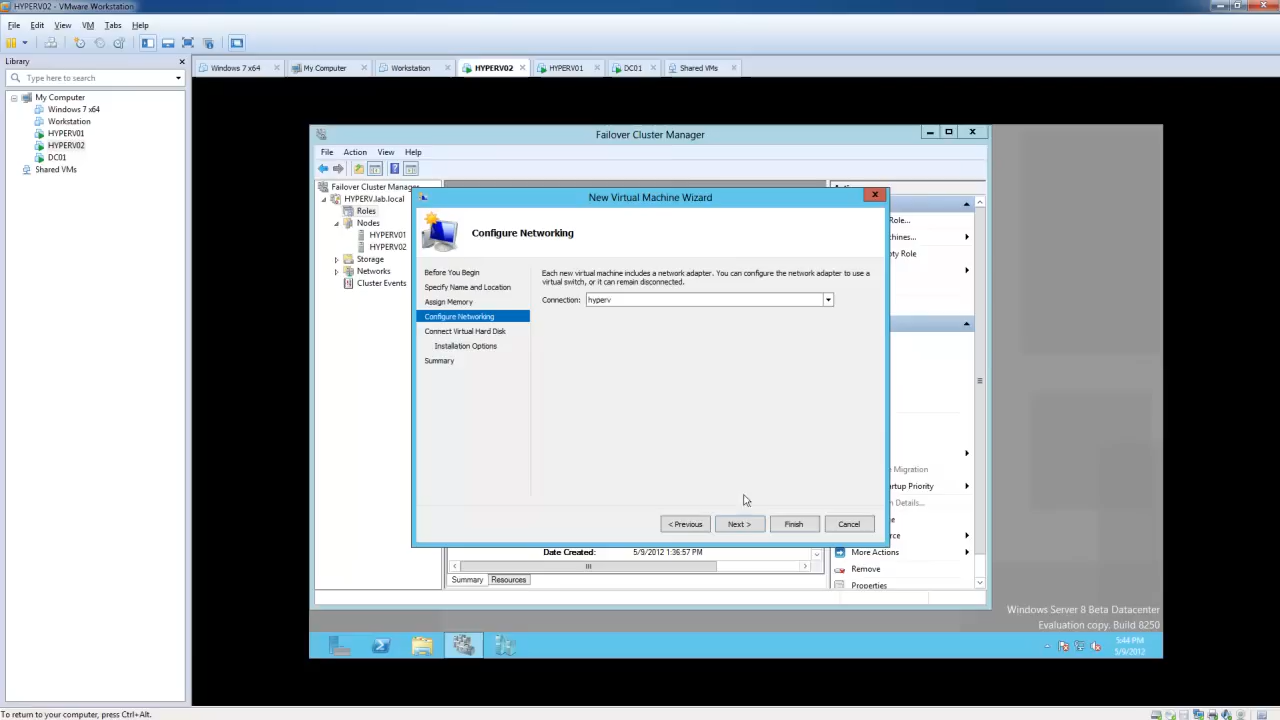 HYPERV02 - VMware Workstation
File Edit View VM Tabs Help
Library
Type here to search
My Computer
Windows 7 x64
Workstation
HYPERV01
HYPERV02
DC01
Shared VMs
Windows 7 x64 My Computer Workstation HYPERV02 HYPERV01 DC01 Shared VMs
Failover Cluster Manager
File Action View Help
Failover Cluster Manager
HYPERV.lab.local
Roles
Nodes
HYPERV01
HYPERV02
Storage
Networks
Cluster Events
New Virtual Machine Wizard
Configure Networking
Before You Begin
Specify Name and Location
Assign Memory
Configure Networking
Connect Virtual Hard Disk
Installation Options
Summary
Each new virtual machine includes a network adapter. You can configure the network adapter to use a
virtual switch, or it can remain disconnected.
Connection: hyperv
< Previous Next > Finish Cancel
Role...
hines...
pty Role
Migration
artup Priority
Details...
More Actions
Remove
Properties
Date Created: 5/9/2012 1:36:57 PM
Summary Resources
Windows Server 8 Beta Datacenter
Evaluation copy. Build 8250
5:44 PM
5/9/2012
To return to your computer, press Ctrl+Alt.